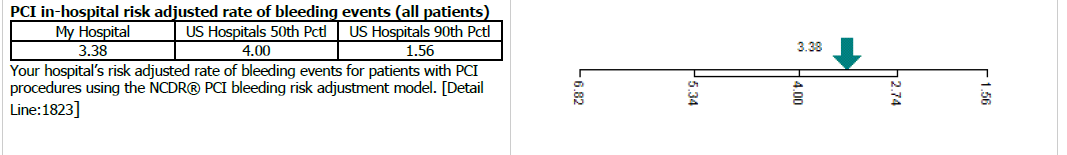 PCI in-hospital risk adjusted rate of bleeding events (all patients)
My Hospital US Hospitals 50th Pctl US Hospitals 90th Pctl
3.38 4.00 1.56
Your hospital's risk adjusted rate of bleeding events for patients with PCI
procedures using the NCDR® PCI bleeding risk adjustment model. [Detail
Line:1823]
3.38
6.82 5.34 4.00 2.74 1.56